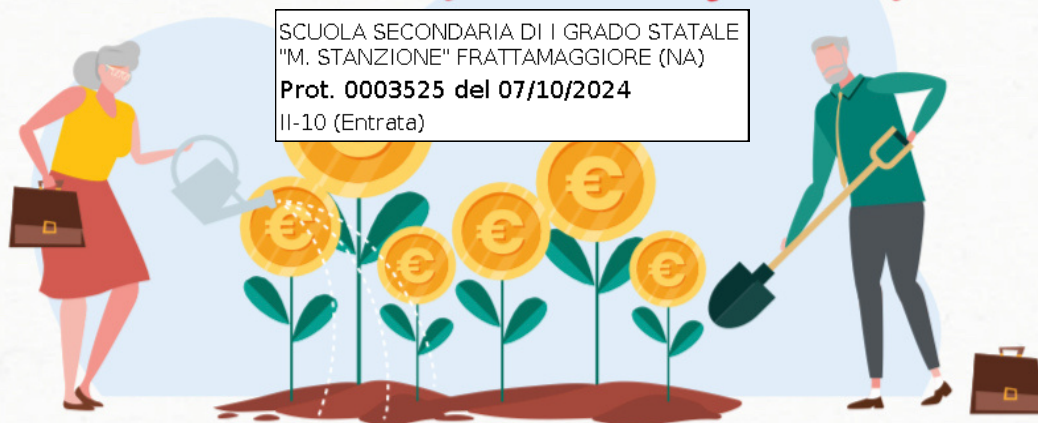 SCUOLA SECONDARIA DI I GRADO STATALE
"M. STANZIONE" FRATTAMAGGIORE (NA)
Prot. 0003525 del 07/10/2024
II-10 (Entrata)
€
€
€
€
€